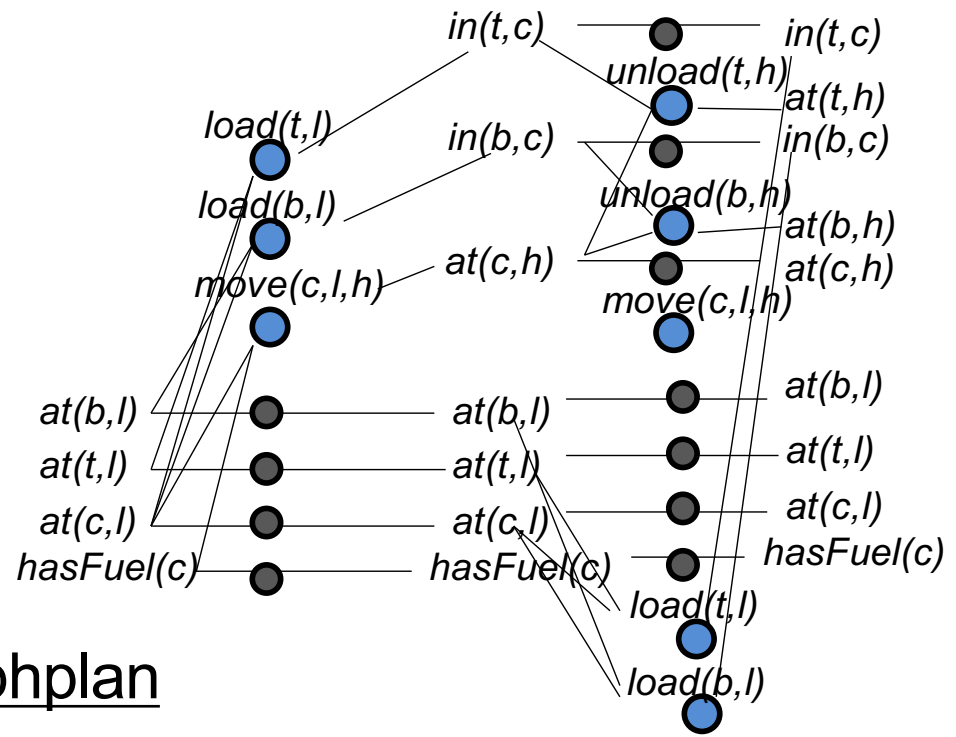 in(t,c)
in(t,c)
unload(t,h)
at(t,h)
load(t,l)
in(b,c)
in(b,c)
load(b,l)
unload(b,h)
at(b,h)
at(c,h)
at(c,h)
move(c,l,h)
move(c,l,h)
at(b,l)
at(b,l)
at(b,l)
at(t,l)
at(t,l)
at(t,l)
at(c,l)
at(c,l)
at(c,l)
hasFuel(c)
hasFuel(c)
hasFuel(c)
load(t,l)
load(b,l)
ohplan